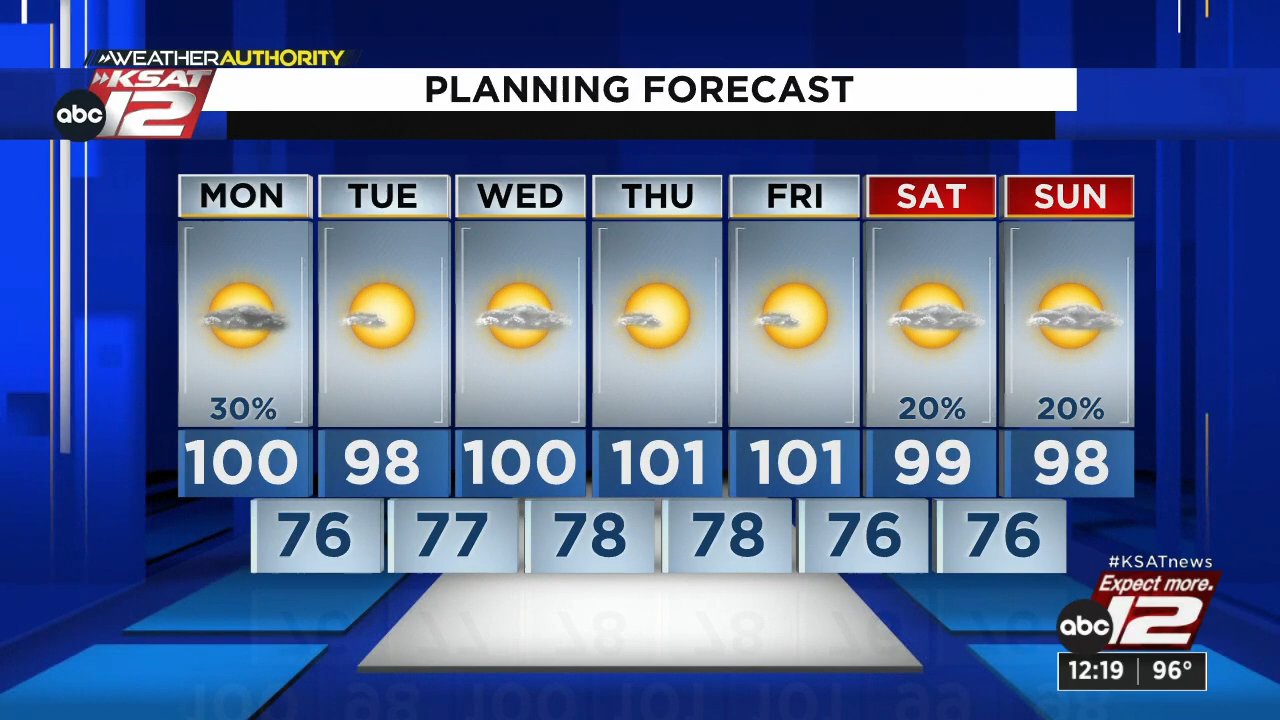 WEATHERAUTHORITY
KSAT
abc 12
PLANNING FORECAST
MON TUE WED THU FRI SAT SUN
30% 20% 20%
100 98 100 101 101 99 98
76 77 78 78 76 76
#KSATnews
Expect more.
abc 12
12:19 96°